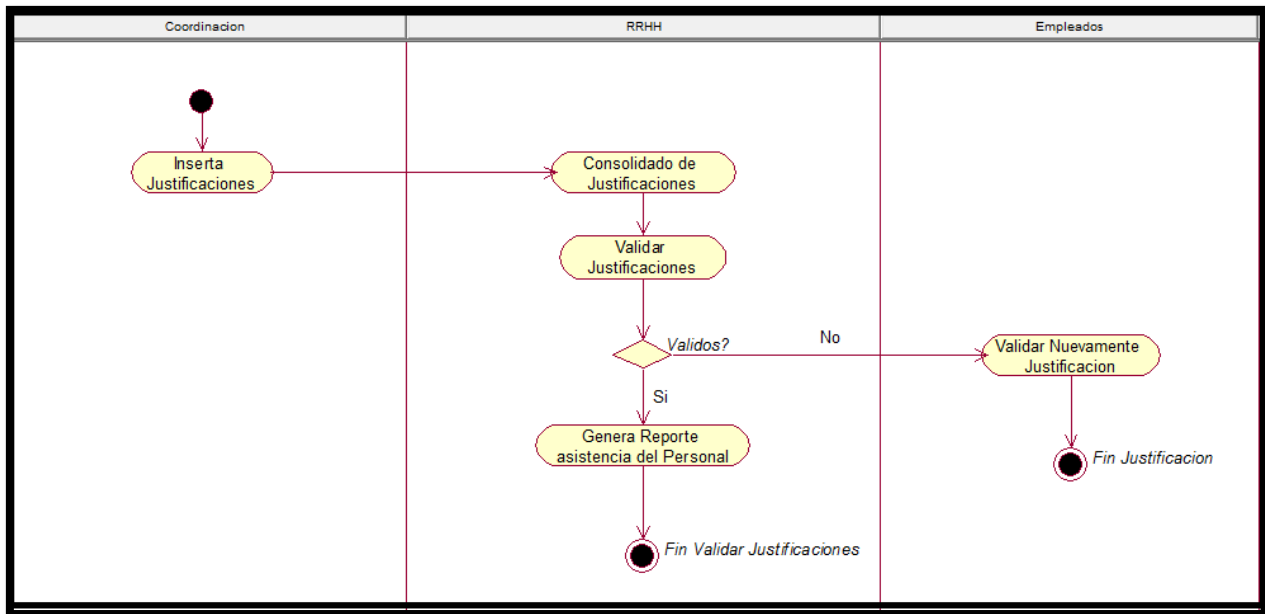 Coordinacion
RRHH
Empleados
Inserta
Justificaciones
Consolidado de
Justificaciones
Validar
Justificaciones
Validos?
No
Validar Nuevamente
Justificacion
Si
Genera Reporte
asistencia del Personal
Fin Justificacion
Fin Validar Justificaciones